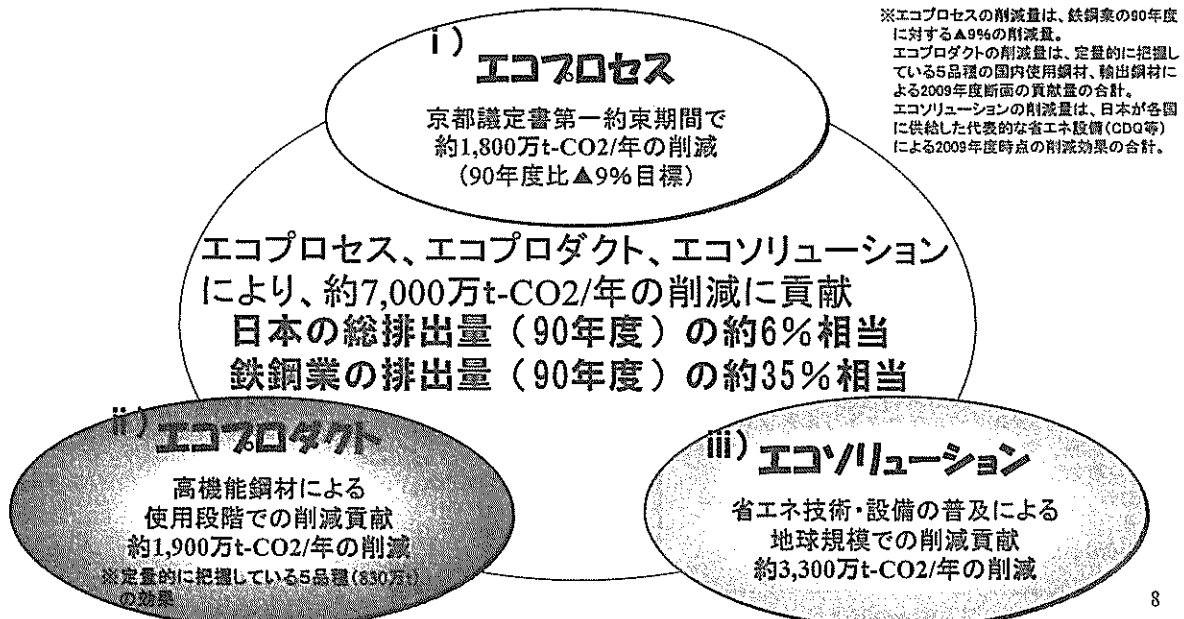 ※エコプロセスの削減量は、鉄鋼業の90年度
に対する▲9%の削減量。
エコプロダクトの削減量は、定量的に把握し
ている5品種の国内使用鋼材、輸出鋼材に
よる2009年度断面の貢献量の合計。
エコソリューションの削減量は、日本が各国
に供給した代表的な省エネ設備(CDQ等)
による2009年度時点の削減効果の合計。
i)
エコプロセス
京都議定書第一約束期間で
約1,800万t-CO2/年の削減
(90年度比▲9%目標)
エコプロセス、エコプロダクト、エコソリューション
により、約7,000万t-CO2/年の削減に貢献
日本の総排出量(90年度)の約6%相当
鉄鋼業の排出量(90年度)の約35%相当
ii)エコプロダクト
高機能鋼材による
使用段階での削減貢献
約1,900万t-CO2/年の削減
※定量的に把握している5品種(830万t)
の効果
iii)エコソリューション
省エネ技術・設備の普及による
地球規模での削減貢献
約3,300万t-CO2/年の削減
8